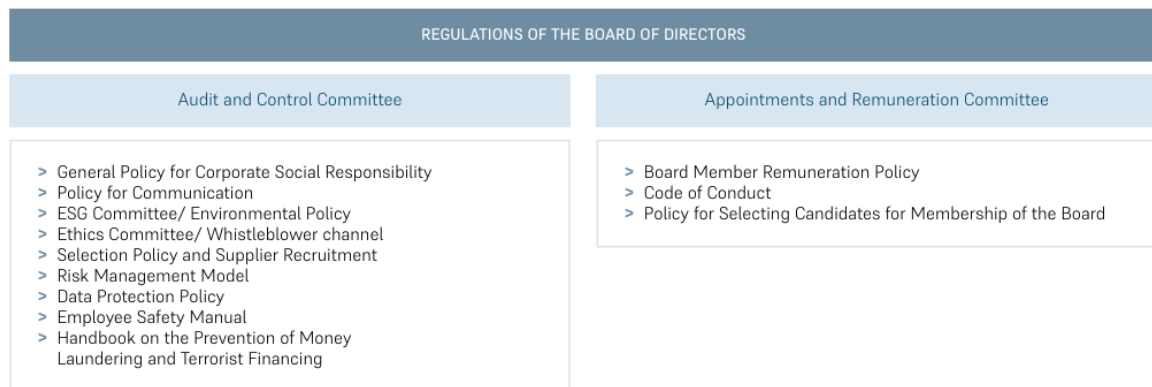 REGULATIONS OF THE BOARD OF DIRECTORS
Audit and Control Committee
> General Policy for Corporate Social Responsibility
> Policy for Communication
> ESG Committee/ Environmental Policy
> Ethics Committee/ Whistleblower channel
> Selection Policy and Supplier Recruitment
> Risk Management Model
> Data Protection Policy
> Employee Safety Manual
> Handbook on the Prevention of Money
Laundering and Terrorist Financing
Appointments and Remuneration Committee
> Board Member Remuneration Policy
> Code of Conduct
> Policy for Selecting Candidates for Membership of the Board